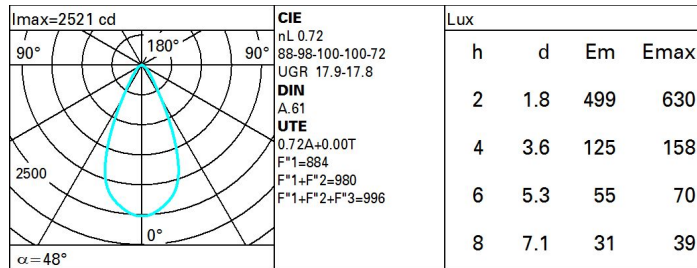 Imax=2521 cd
90° 180° 90°
2500
0°
α=48°
CIE
nL 0.72
88-98-100-100-72
UGR 17.9-17.8
DIN
A.61
UTE
0.72A+0.00T
F"1=884
F"1+F"2=980
F"1+F"2+F"3=996
Lux
h d Em Emax
2 1.8 499 630
4 3.6 125 158
6 5.3 55 70
8 7.1 31 39